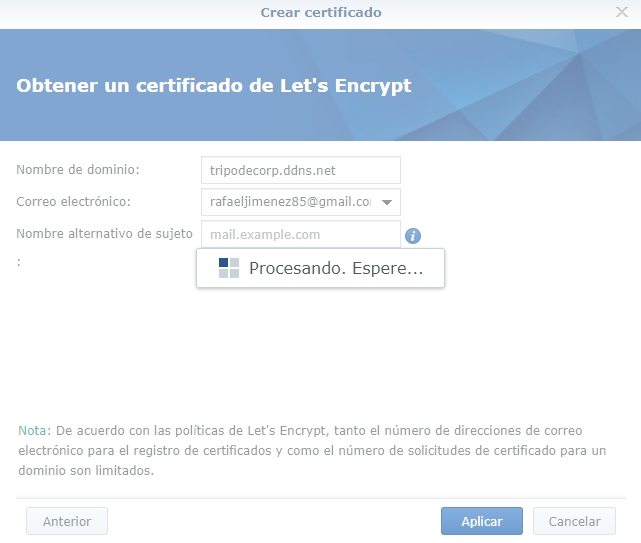 Crear certificado
Obtener un certificado de Let's Encrypt
Nombre de dominio:
tripodecorp.ddns.net
Correo electrónico:
rafaeljimenez85@gmail.co
Nombre alternativo de sujeto
:
mail.example.com
Procesando. Espere...
Nota: De acuerdo con las políticas de Let's Encrypt, tanto el número de direcciones de correo
electrónico para el registro de certificados y como el número de solicitudes de certificado para un
dominio son limitados.
Anterior
Aplicar
Cancelar